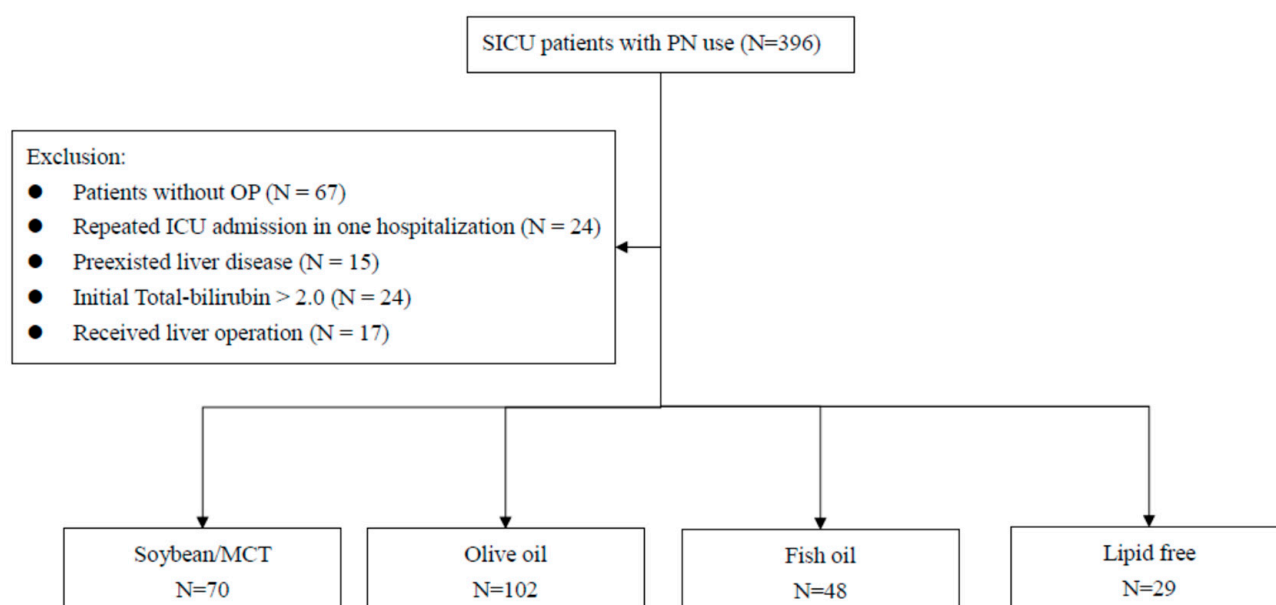 SICU patients with PN use (N=396)
Exclusion:
● Patients without OP (N = 67)
● Repeated ICU admission in one hospitalization (N = 24)
● Preexisted liver disease (N = 15)
● Initial Total-bilirubin > 2.0 (N = 24)
● Received liver operation (N = 17)
Soybean/MCT
N=70
Olive oil
N=102
Fish oil
N=48
Lipid free
N=29